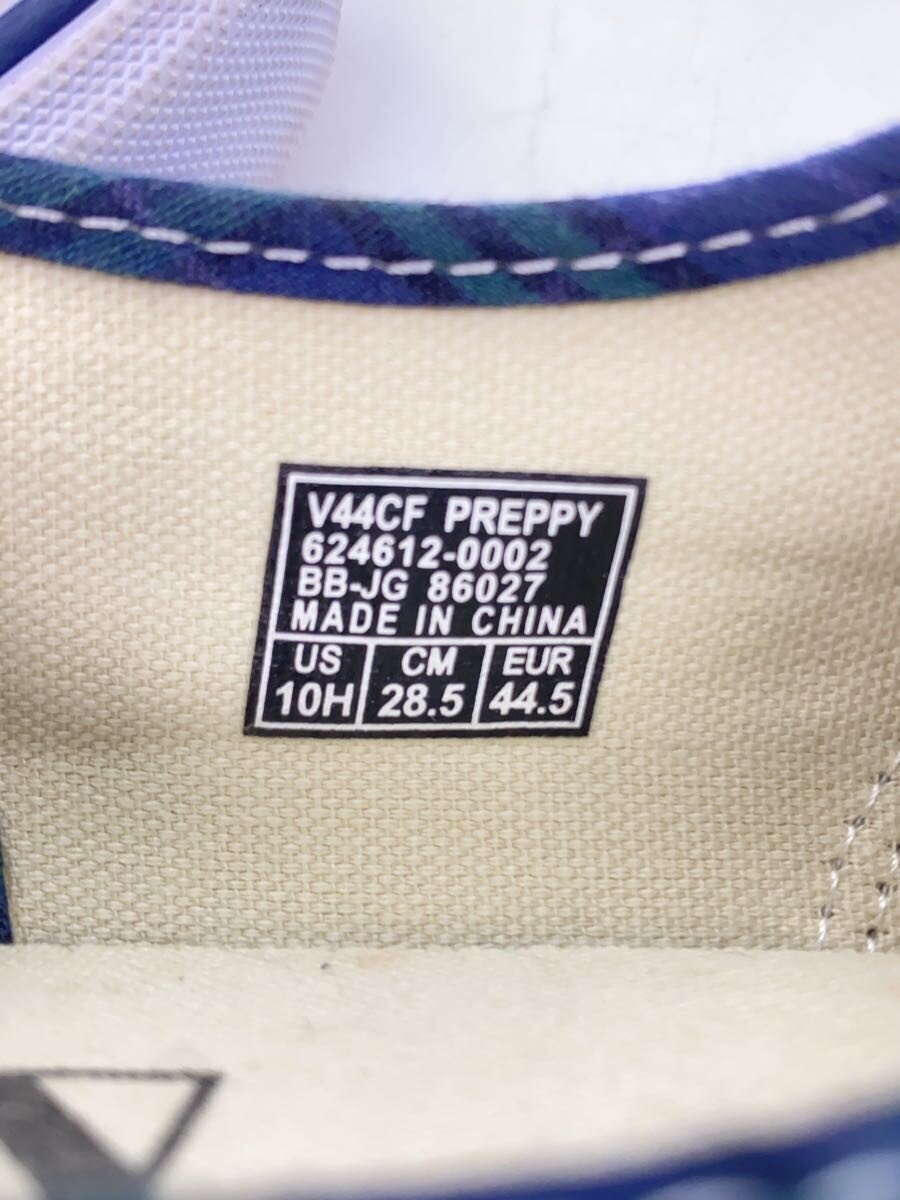 V44CF PREPPY
624612-0002
BB-JG 86027
MADE IN CHINA
US CM EUR
10H 28.5 44.5